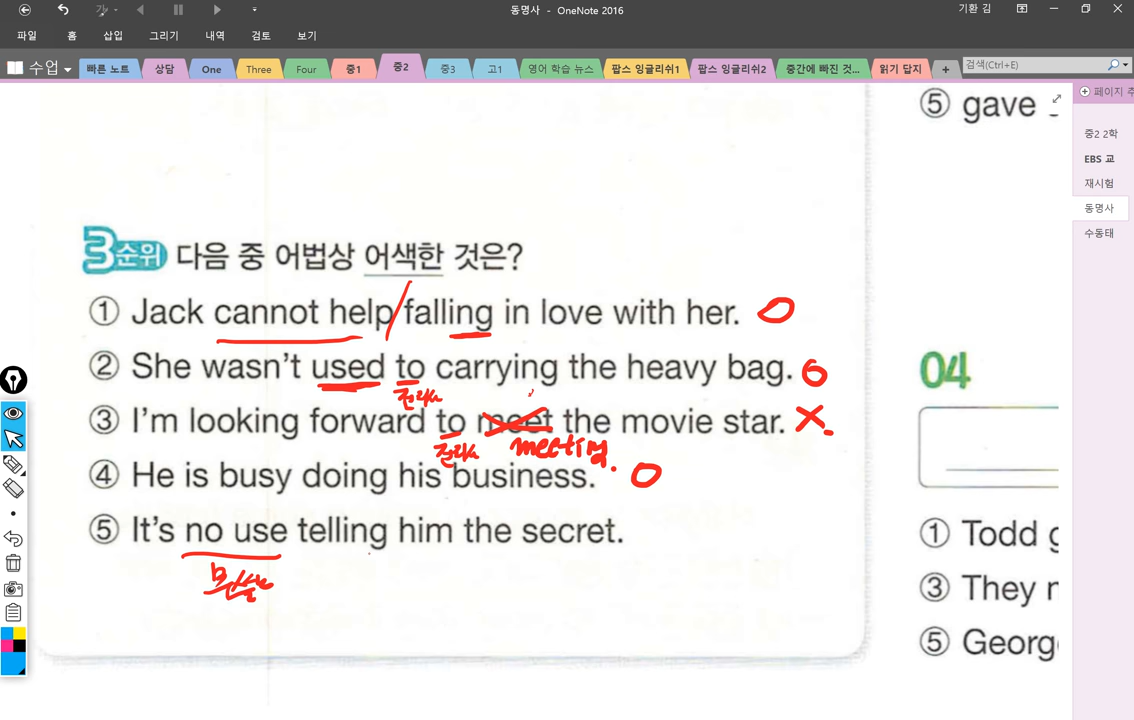 동명사 - OneNote 2016
기환 김
파일 홈 삽입 그리기 내역 검토 보기
수업 빠른 노트 상담 One Three Four 중1 중2 중3 고1 영어 학습 뉴스 팝스 잉글리쉬1 팝스 잉글리쉬2 중간에 빠진 것... 읽기 답지 + 검색(Ctrl+E)
페이지 추
중2 2학
EBS 교
재시험
동명사
수동태
⑤ gave
3순위 다음 중 어법상 어색한 것은?
① Jack cannot help/falling in love with her. O
② She wasn't used to carrying the heavy bag. O
전치사
③ I'm looking forward to meet the movie star. X
전치사 meeting.
④ He is busy doing his business. O
⑤ It's no use telling him the secret.
04
① Todd g
③ They
⑤ Georg